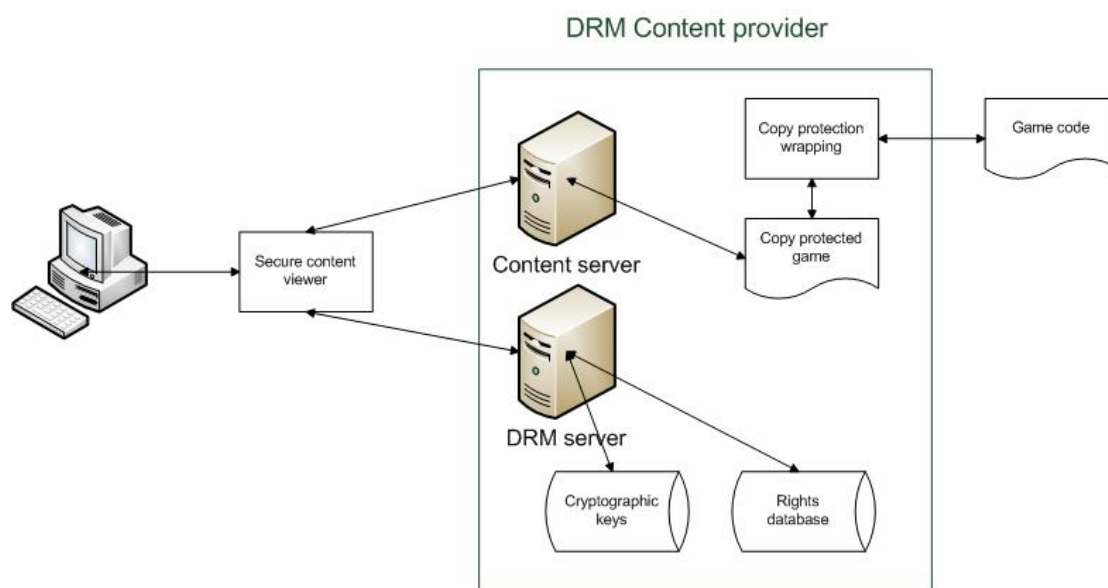 DRM Content provider
Copy protection
wrapping
Game code
Secure content
viewer
Content server
Copy protected
game
DRM server
Cryptographic
keys
Rights
database